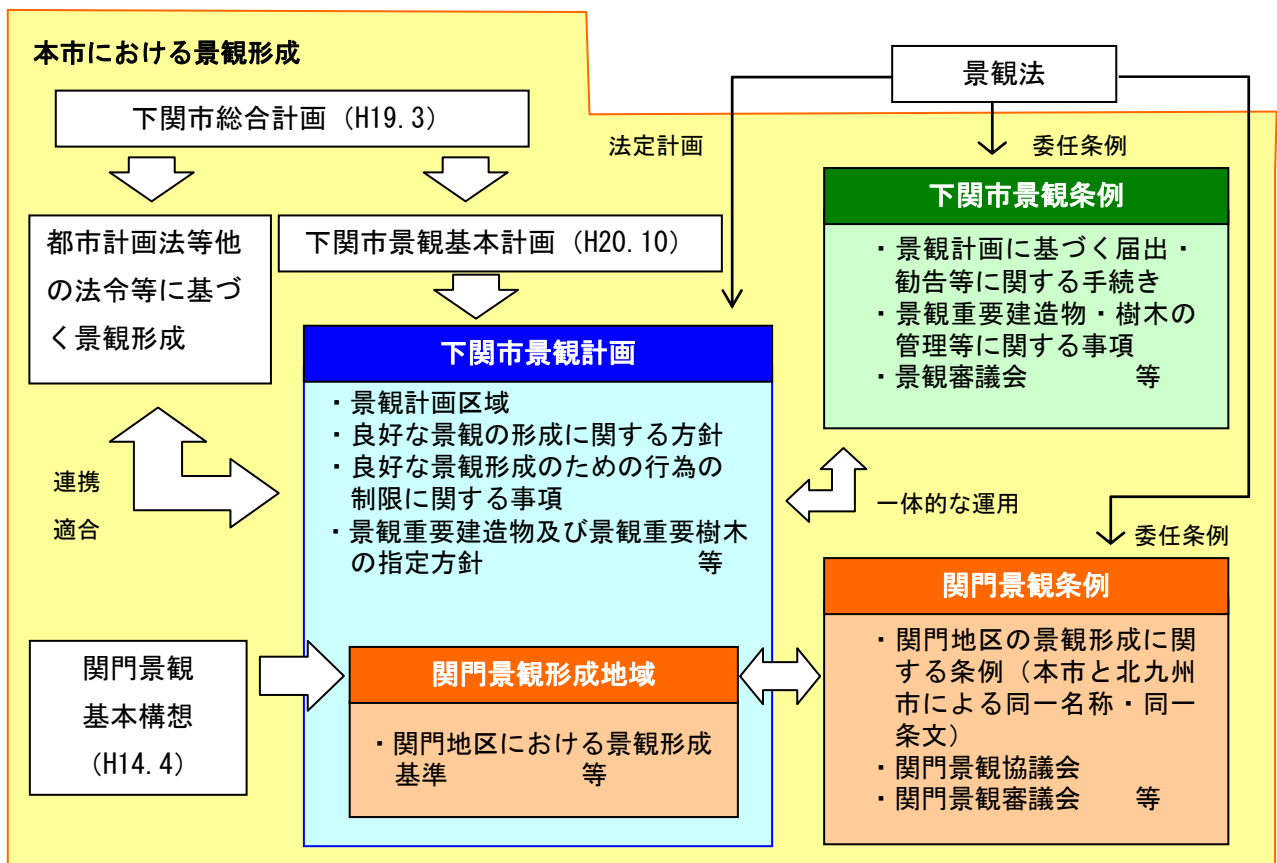 本市における景観形成
景観法
下関市総合計画（H19.3）
法定計画
委任条例
都市計画法等他
の法令等に基づ
く景観形成
下関市景観基本計画（H20.10）
下関市景観条例
・景観計画に基づく届出・
勧告等に関する手続き
・景観重要建造物・樹木の
管理等に関する事項
・景観審議会　　　　等
下関市景観計画
・景観計画区域
・良好な景観の形成に関する方針
・良好な景観形成のための行為の
制限に関する事項
・景観重要建造物及び景観重要樹木
の指定方針　　　　　　　　等
連携
適合
一体的な運用
委任条例
関門景観
基本構想
(H14.4)
関門景観形成地域
・関門地区における景観形成
基準　　　　　等
関門景観条例
・関門地区の景観形成に関
する条例（本市と北九州
市による同一名称・同一
条文）
・関門景観協議会
・関門景観審議会　　等